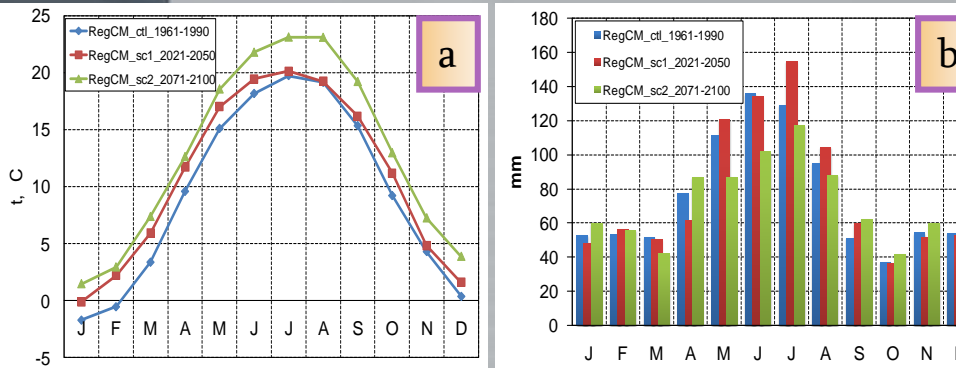 RegCM_ctl_1961-1990
RegCM_sc1_2021-2050
RegCM_sc2_2071-2100
a
t, C
25
20
15
10
5
0
-5
J F M A M J J A S O N D
RegCM_ctl_1961-1990
RegCM_sc1_2021-2050
RegCM_sc2_2071-2100
b
mm
180
160
140
120
100
80
60
40
20
0
J F M A M J J A S O N